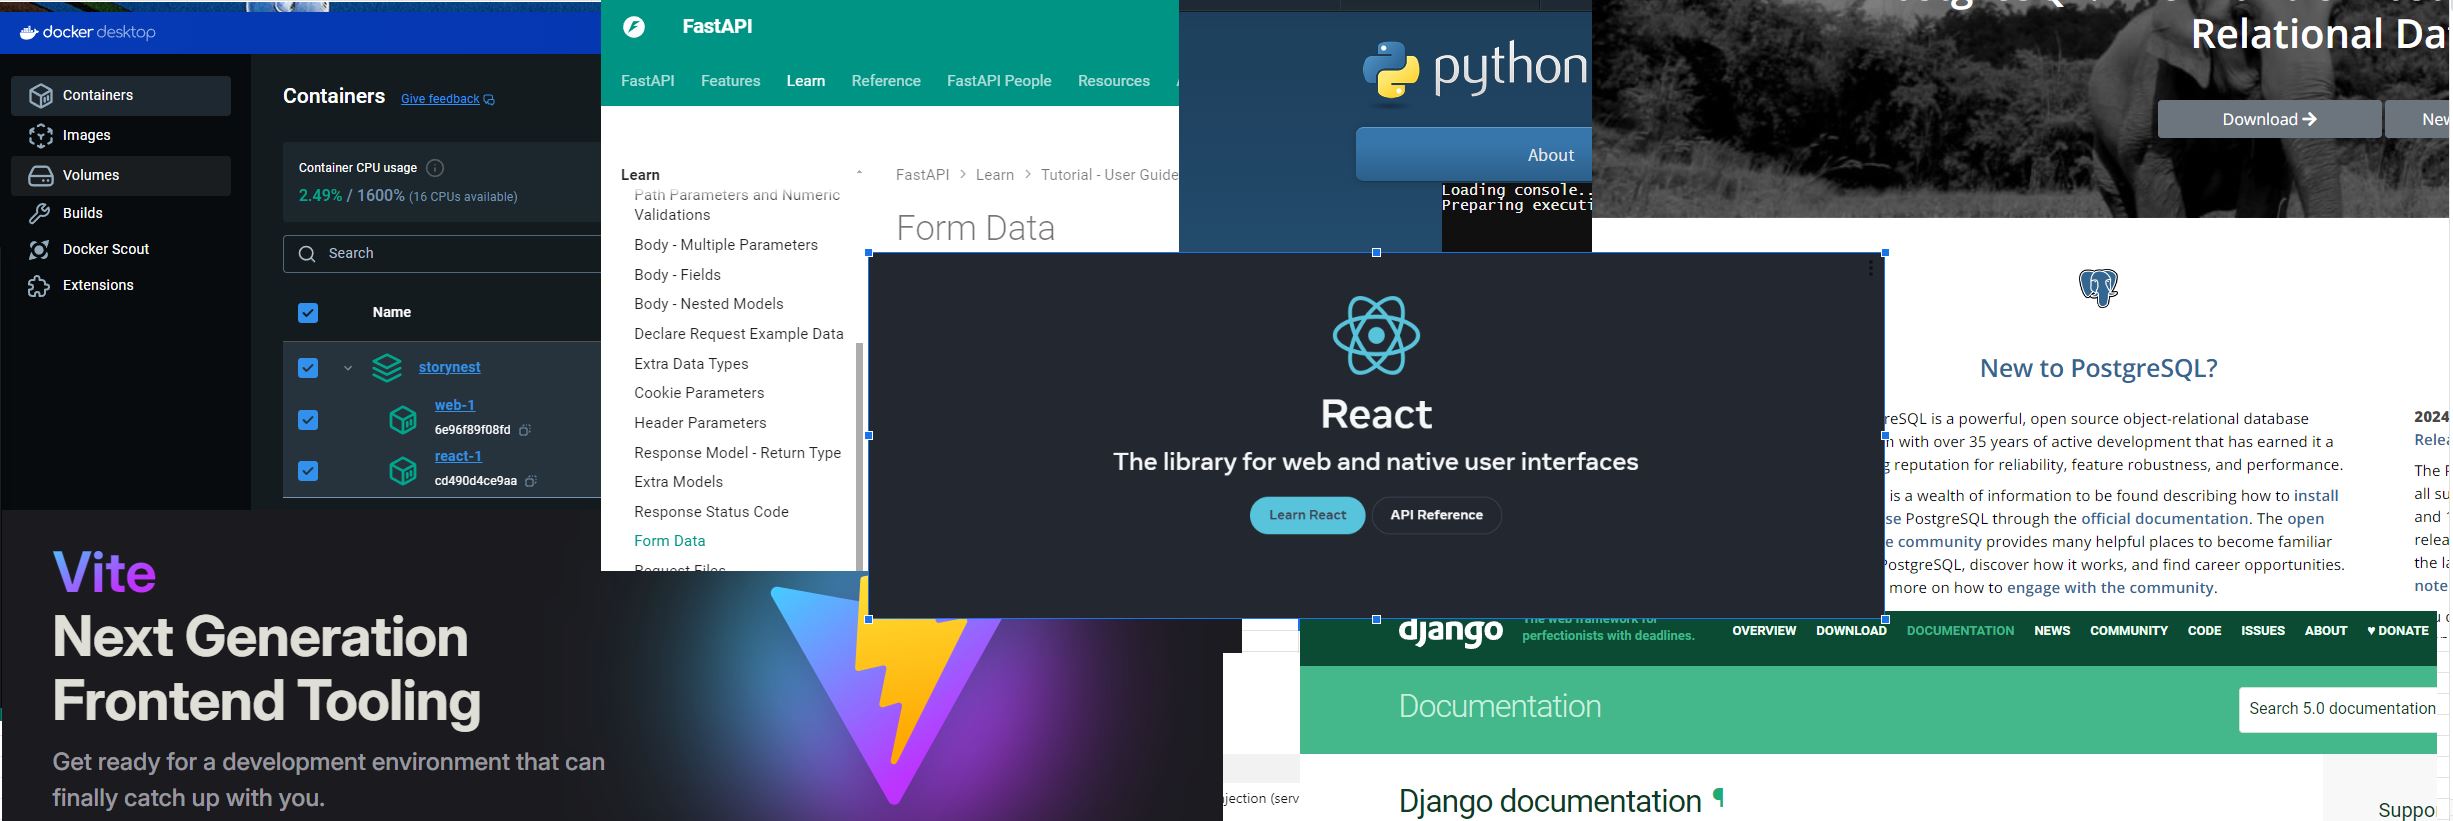 docker desktop
Containers
Images
Volumes
Builds
Docker Scout
Extensions
Containers Give feedback
Container CPU usage
2.49% / 1600% (16 CPUs available)
Search
Name
storynest
web-1
6e96f89f08fd
react-1
cd490d4ce9aa
FastAPI
FastAPI Features Learn Reference FastAPI People Resources
Learn
Path Parameters and Numeric
Validations
Body - Multiple Parameters
Body - Fields
Body - Nested Models
Declare Request Example Data
Extra Data Types
Cookie Parameters
Header Parameters
Response Model - Return Type
Extra Models
Response Status Code
Form Data
Request Files
FastAPI > Learn > Tutorial - User Guide
Form Data
python
About
Loading console..
Preparing executi
Relational Da
Download
New
New to PostgreSQL?
reSQL is a powerful, open source object-relational database
with over 35 years of active development that has earned it a
reputation for reliability, feature robustness, and performance.
is a wealth of information to be found describing how to install
se PostgreSQL through the official documentation. The open
e community provides many helpful places to become familiar
PostgreSQL, discover how it works, and find career opportunities.
more on how to engage with the community.
2024
Rele
The
all su
and
relea
the la
note
React
The library for web and native user interfaces
Learn React API Reference
Vite
Next Generation
Frontend Tooling
Get ready for a development environment that can
finally catch up with you.
jection (serv
django
The web framework for
perfectionists with deadlines.
OVERVIEW DOWNLOAD DOCUMENTATION NEWS COMMUNITY CODE ISSUES ABOUT ♥ DONATE
Documentation
Search 5.0 documentation
Django documentation ¶
Suppo